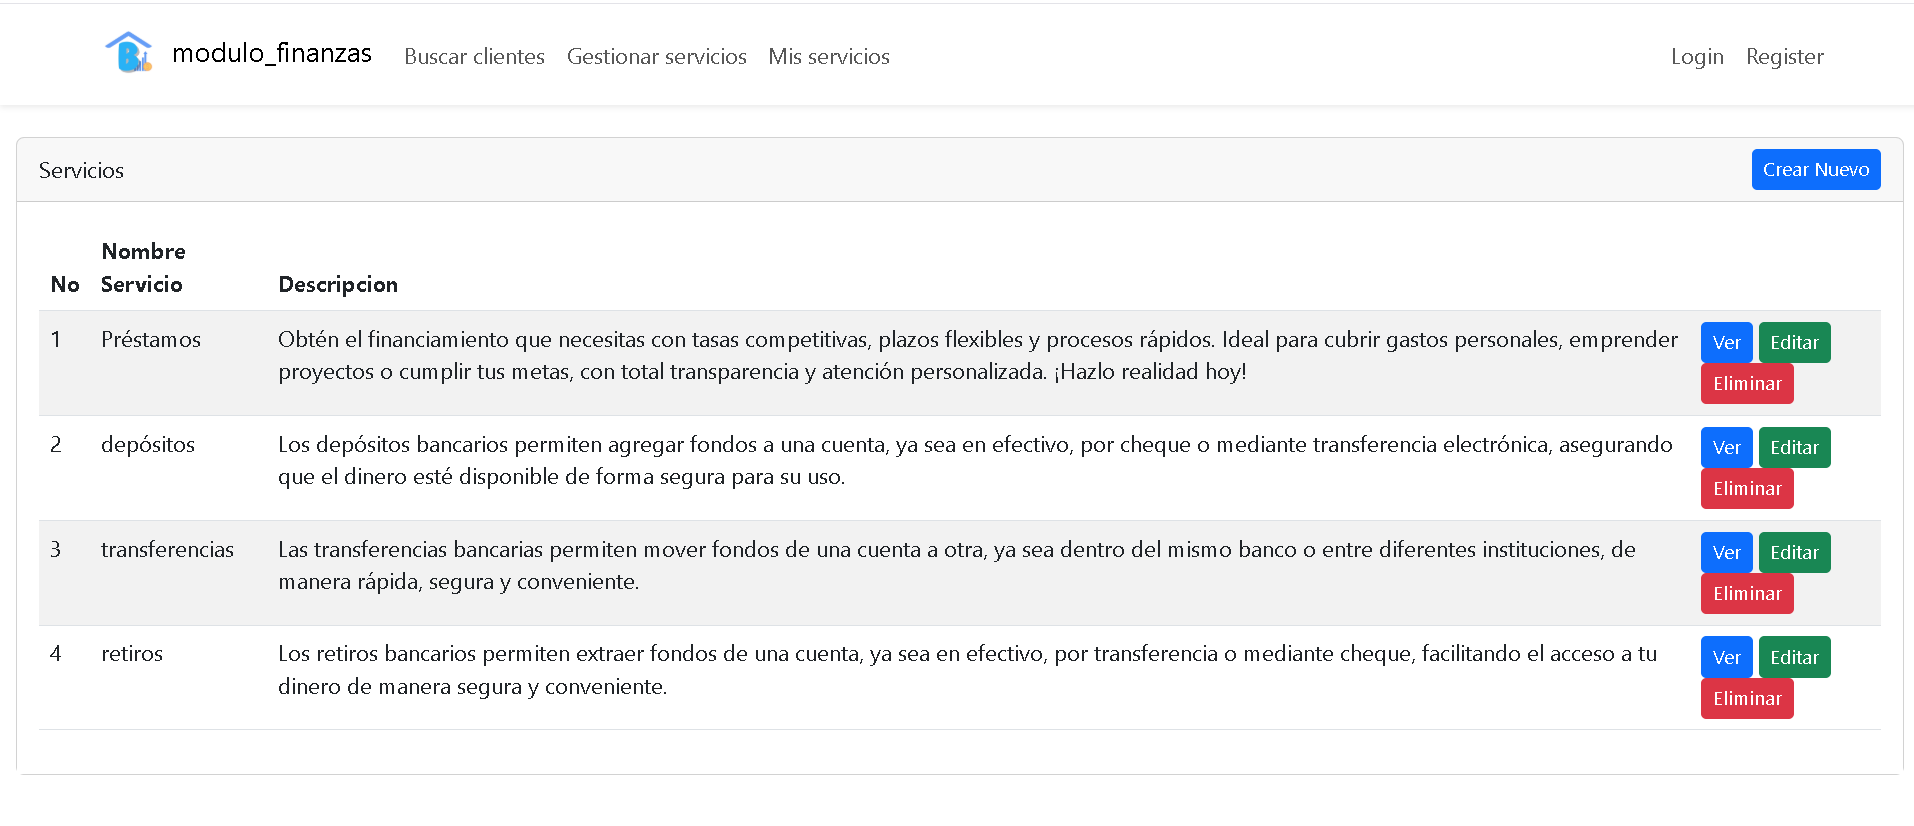 B
modulo_finanzas Buscar clientes Gestionar servicios Mis servicios Login Register
Servicios Crear Nuevo
No Nombre Servicio Descripcion
1 Préstamos Obtén el financiamiento que necesitas con tasas competitivas, plazos flexibles y procesos rápidos. Ideal para cubrir gastos personales, emprender
proyectos o cumplir tus metas, con total transparencia y atención personalizada. ¡Hazlo realidad hoy!
Ver Editar
Eliminar
2 depósitos Los depósitos bancarios permiten agregar fondos a una cuenta, ya sea en efectivo, por cheque o mediante transferencia electrónica, asegurando
que el dinero esté disponible de forma segura para su uso.
Ver Editar
Eliminar
3 transferencias Las transferencias bancarias permiten mover fondos de una cuenta a otra, ya sea dentro del mismo banco o entre diferentes instituciones, de
manera rápida, segura y conveniente.
Ver Editar
Eliminar
4 retiros Los retiros bancarios permiten extraer fondos de una cuenta, ya sea en efectivo, por transferencia o mediante cheque, facilitando el acceso a tu
dinero de manera segura y conveniente.
Ver Editar
Eliminar